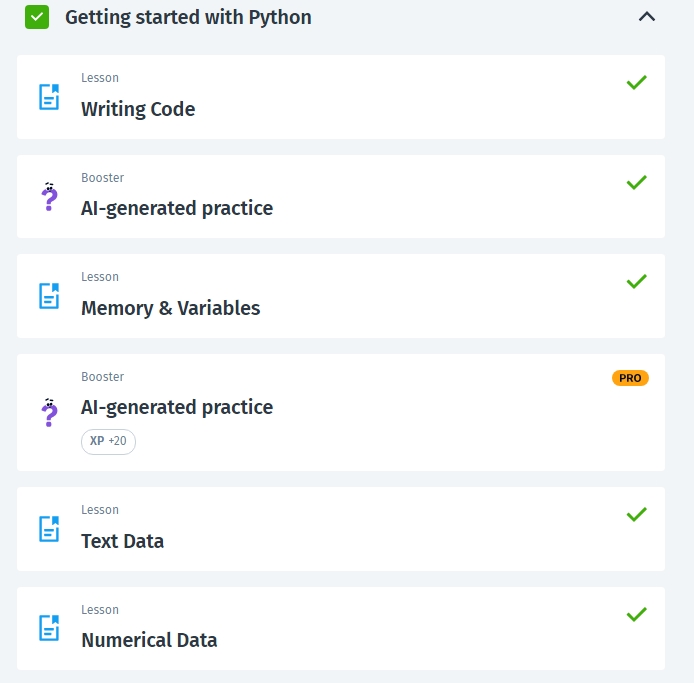 Getting started with Python
Lesson
Writing Code
Booster
AI-generated practice
Lesson
Memory & Variables
Booster
PRO
AI-generated practice
XP +20
Lesson
Text Data
Lesson
Numerical Data